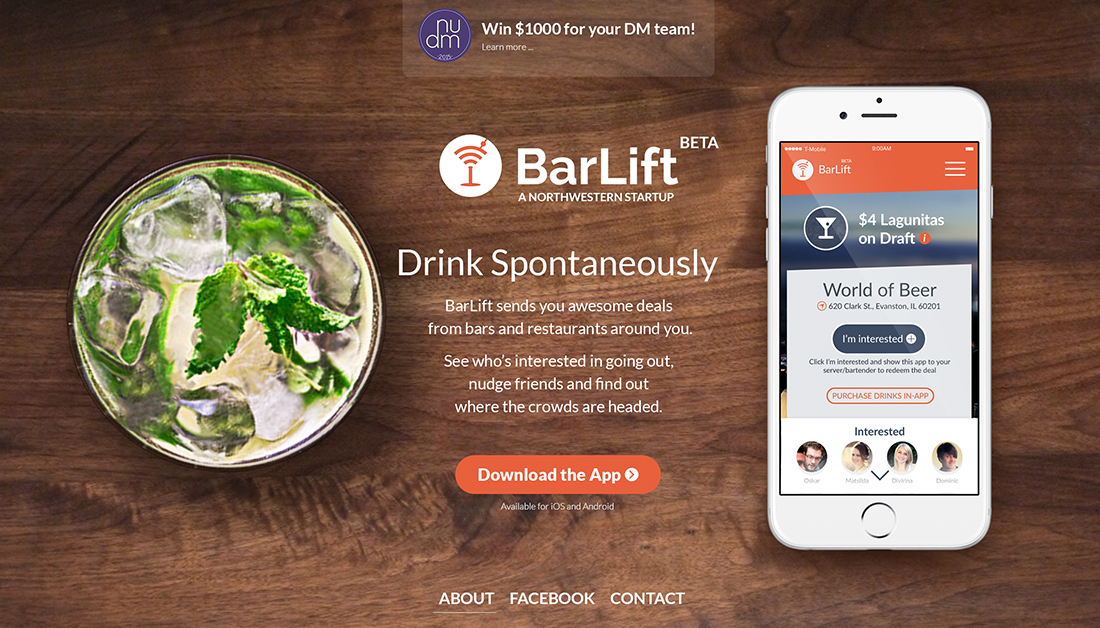 nu
dm
2015
Win $1000 for your DM team!
Learn more ...
BarLift BETA
A NORTHWESTERN STARTUP
Drink Spontaneously
BarLift sends you awesome deals
from bars and restaurants around you.
See who's interested in going out,
nudge friends and find out
where the crowds are headed.
Download the App
Available for iOS and Android
ABOUT FACEBOOK CONTACT
T-Mobile 9:00AM
BarLift BETA
$4 Lagunitas
on Draft i
World of Beer
620 Clark St., Evanston, IL 60201
I'm interested
Click I'm interested and show this app to your
server/bartender to redeem the deal
PURCHASE DRINKS IN-APP
Interested
Oskar Matsilda Divirina Dominic